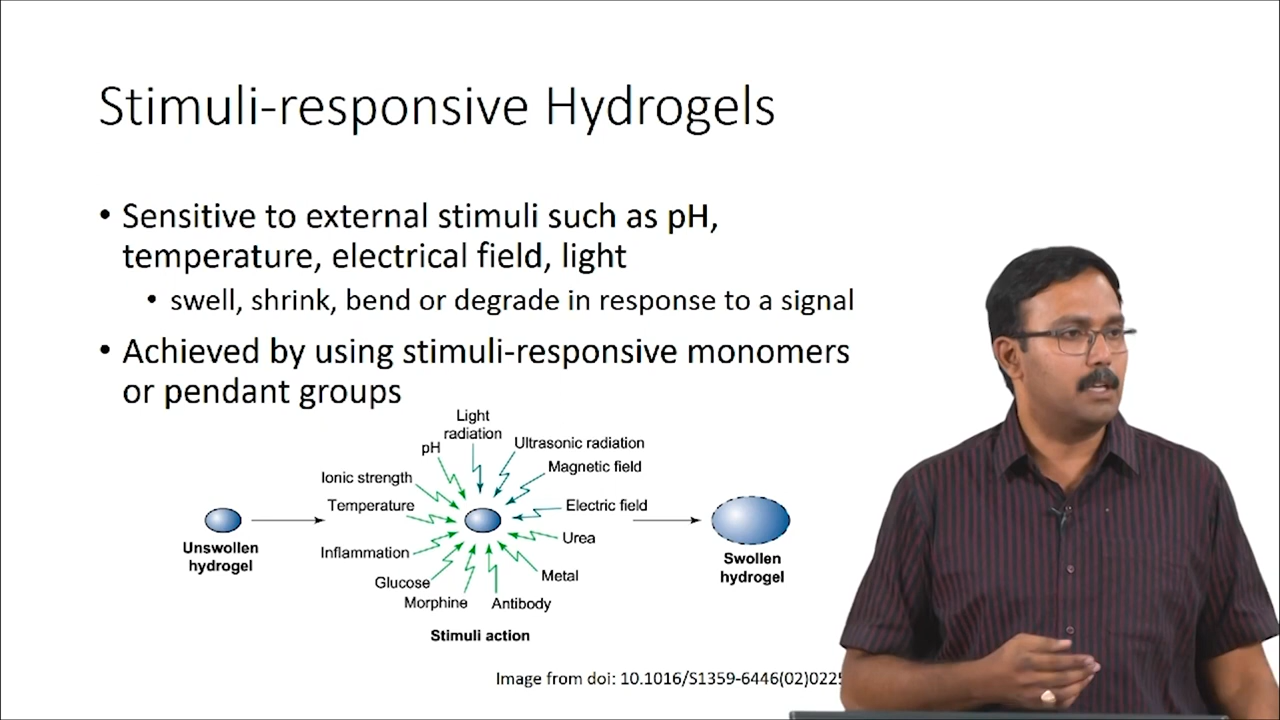 Stimuli-responsive Hydrogels
• Sensitive to external stimuli such as pH,
temperature, electrical field, light
• swell, shrink, bend or degrade in response to a signal
• Achieved by using stimuli-responsive monomers
or pendant groups
Light
radiation
pH
Ultrasonic radiation
Magnetic field
Ionic strength
Temperature
Electric field
Urea
Unswollen
hydrogel
Inflammation
Swollen
hydrogel
Glucose
Metal
Morphine
Antibody
Stimuli action
Image from doi: 10.1016/S1359-6446(02)0225